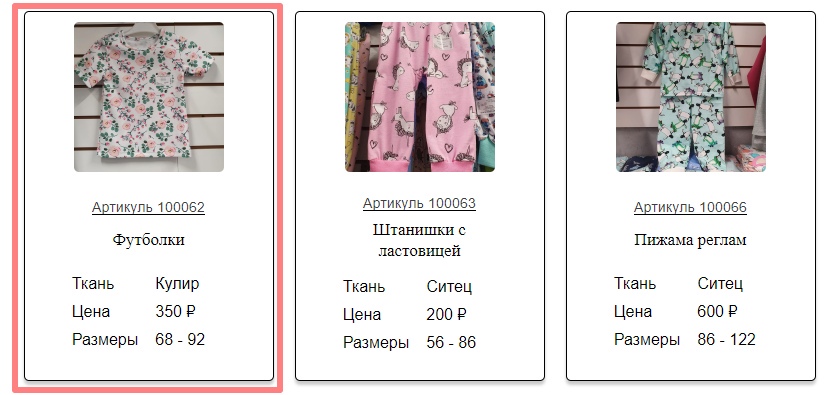 Артикуль 100062
Футболки
Ткань Кулир
Цена 350 ₽
Размеры 68 - 92
Артикуль 100063
Штанишки с
ластовицей
Ткань Ситец
Цена 200 ₽
Размеры 56 - 86
Артикуль 100066
Пижама реглам
Ткань Ситец
Цена 600 ₽
Размеры 86 - 122